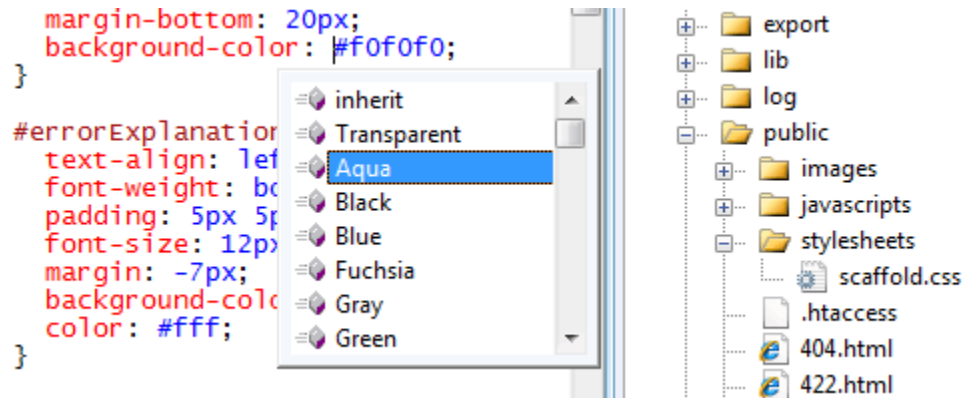 margin-bottom: 20px;
background-color: #f0f0f0;
}
#errorExplanation
text-align: lef
font-weight: bo
padding: 5px 5p
font-size: 12px
margin: -7px;
background-colo
color: #fff;
}
inherit
Transparent
Aqua
Black
Blue
Fuchsia
Gray
Green
export
lib
log
public
images
javascripts
stylesheets
scaffold.css
.htaccess
404.html
422.html